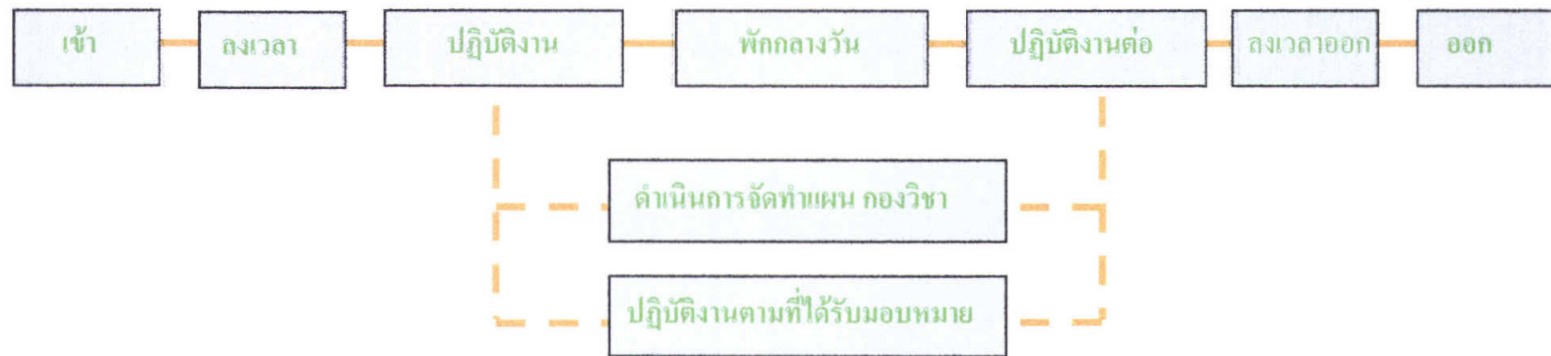 เข้า
ลงเวลา
ปฏิบัติงาน
พักกลางวัน
ปฏิบัติงานต่อ
ลงเวลาออก
ออก
ดำเนินการจัดทำแผน กองวิชา
ปฏิบัติงานตามที่ได้รับมอบหมาย